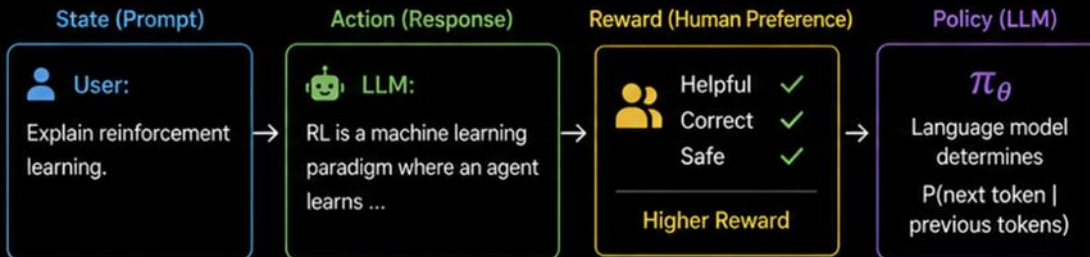 State (Prompt)
User:
Explain reinforcement
learning.
Action (Response)
LLM:
RL is a machine learning
paradigm where an agent
learns ...
Reward (Human Preference)
Helpful ✓
Correct ✓
Safe ✓
Higher Reward
Policy (LLM)
πθ
Language model
determines
P(next token |
previous tokens)